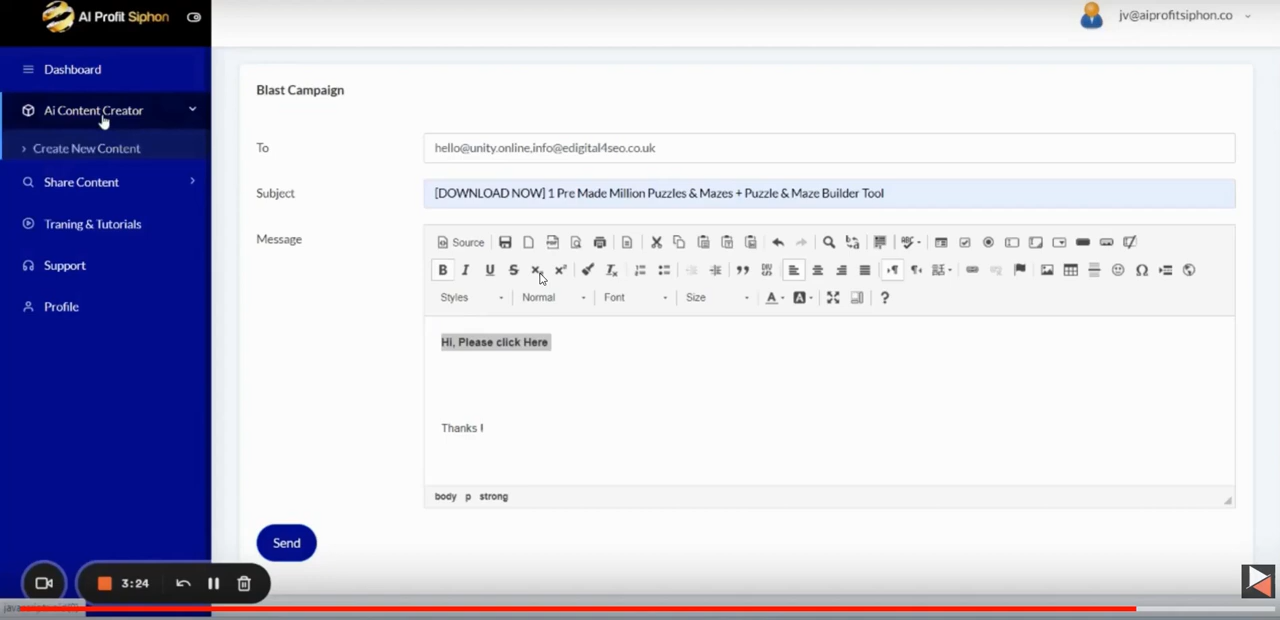 AI Profit Siphon
jv@aiprofitsiphon.co
Dashboard
Ai Content Creator
Create New Content
Share Content
Traning & Tutorials
Support
Profile
Blast Campaign
To
hello@unity.online,info@edigital4seo.co.uk
Subject
[DOWNLOAD NOW] 1 Pre Made Million Puzzles & Mazes + Puzzle & Maze Builder Tool
Message
Source
B I U S x x²
Styles Normal Font Size A A ?
Hi, Please click Here
Thanks !
body p strong
Send
3:24